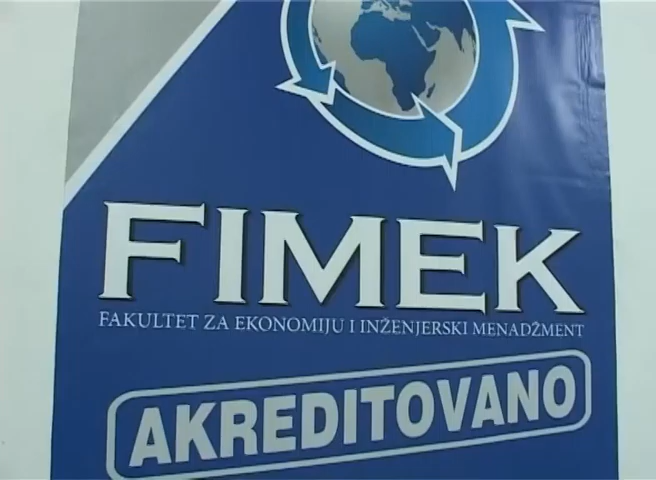 FIMEK
FAKULTET ZA EKONOMIJU I INŽENJERSKI MENADŽMENT
AKREDITOVANO